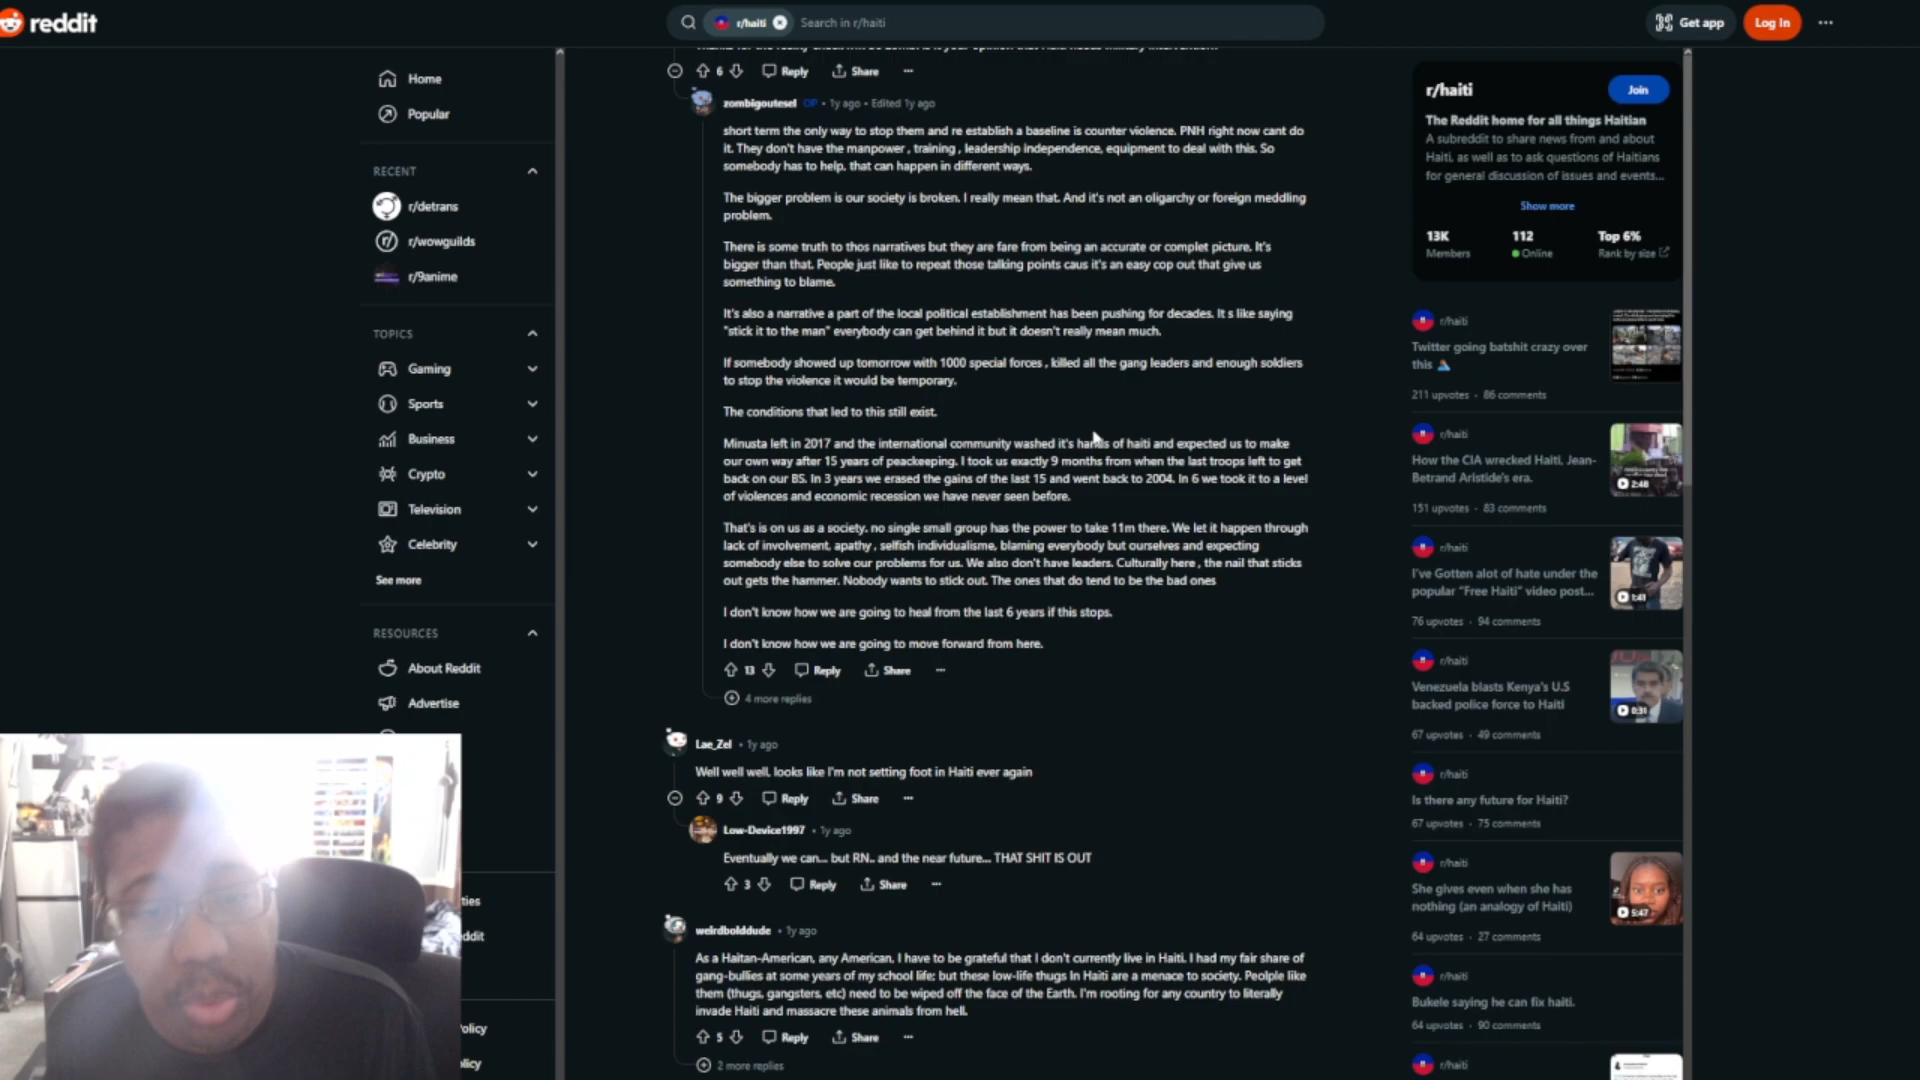 reddit
r/haiti
Search in r/haiti
Get app
Log In
Home
Popular
RECENT
r/detrans
r/wowguilds
r/9anime
TOPICS
Gaming
Sports
Business
Crypto
Television
Celebrity
See more
RESOURCES
About Reddit
Advertise
6
Reply
Share
zombigoutesel OP • 1y ago • Edited 1y ago
short term the only way to stop them and re establish a baseline is counter violence. PNH right now cant do
it. They don't have the manpower , training , leadership independence, equipment to deal with this. So
somebody has to help, that can happen in different ways.
The bigger problem is our society is broken. I really mean that. And it's not an oligarchy or foreign meddling
problem.
There is some truth to thos narratives but they are fare from being an accurate or complet picture. It's
bigger than that. People just like to repeat those talking points caus it's an easy cop out that give us
something to blame.
It's also a narrative a part of the local political establishment has been pushing for decades. It s like saying
"stick it to the man" everybody can get behind it but it doesn't really mean much.
If somebody showed up tomorrow with 1000 special forces , killed all the gang leaders and enough soldiers
to stop the violence it would be temporary.
The conditions that led to this still exist.
Minusta left in 2017 and the international community washed it's hands of haiti and expected us to make
our own way after 15 years of peackeeping. I took us exactly 9 months from when the last troops left to get
back on our BS. In 3 years we erased the gains of the last 15 and went back to 2004. In 6 we took it to a level
of violences and economic recession we have never seen before.
That's is on us as a society. no single small group has the power to take 11m there. We let it happen through
lack of involvement, apathy , selfish individualisme, blaming everybody but ourselves and expecting
somebody else to solve our problems for us. We also don't have leaders. Culturally here , the nail that sticks
out gets the hammer. Nobody wants to stick out. The ones that do tend to be the bad ones
I don't know how we are going to heal from the last 6 years if this stops.
I don't know how we are going to move forward from here.
13
Reply
Share
4 more replies
Lae_Zel • 1y ago
Well well well, looks like I'm not setting foot in Haiti ever again
9
Reply
Share
Low-Device1997 • 1y ago
Eventually we can... but RN.. and the near future... THAT SHIT IS OUT
3
Reply
Share
weirdbolddude • 1y ago
As a Haitan-American, any American, I have to be grateful that I don't currently live in Haiti. I had my fair share of
gang-bullies at some years of my school life; but these low-life thugs In Haiti are a menace to society. Peolple like
them (thugs, gangsters, etc) need to be wiped off the face of the Earth. I'm rooting for any country to literally
invade Haiti and massacre these animals from hell.
5
Reply
Share
2 more replies
r/haiti
Join
The Reddit home for all things Haitian
A subreddit to share news from and about
Haiti, as well as to ask questions of Haitians
for general discussion of issues and events...
Show more
13K
112
Top 6%
Members
Online
Rank by size
r/haiti
Twitter going batshit crazy over
this
211 upvotes • 86 comments
r/haiti
How the CIA wrecked Haiti, Jean-
Betrand Aristide's era.
2:48
151 upvotes • 83 comments
r/haiti
I've Gotten alot of hate under the
popular "Free Haiti" video post...
1:41
76 upvotes • 94 comments
r/haiti
Venezuela blasts Kenya's U.S
backed police force to Haiti
0:31
67 upvotes • 49 comments
r/haiti
Is there any future for Haiti?
67 upvotes • 75 comments
r/haiti
She gives even when she has
nothing (an analogy of Haiti)
5:47
64 upvotes • 27 comments
r/haiti
Bukele saying he can fix haiti.
64 upvotes • 90 comments
r/haiti